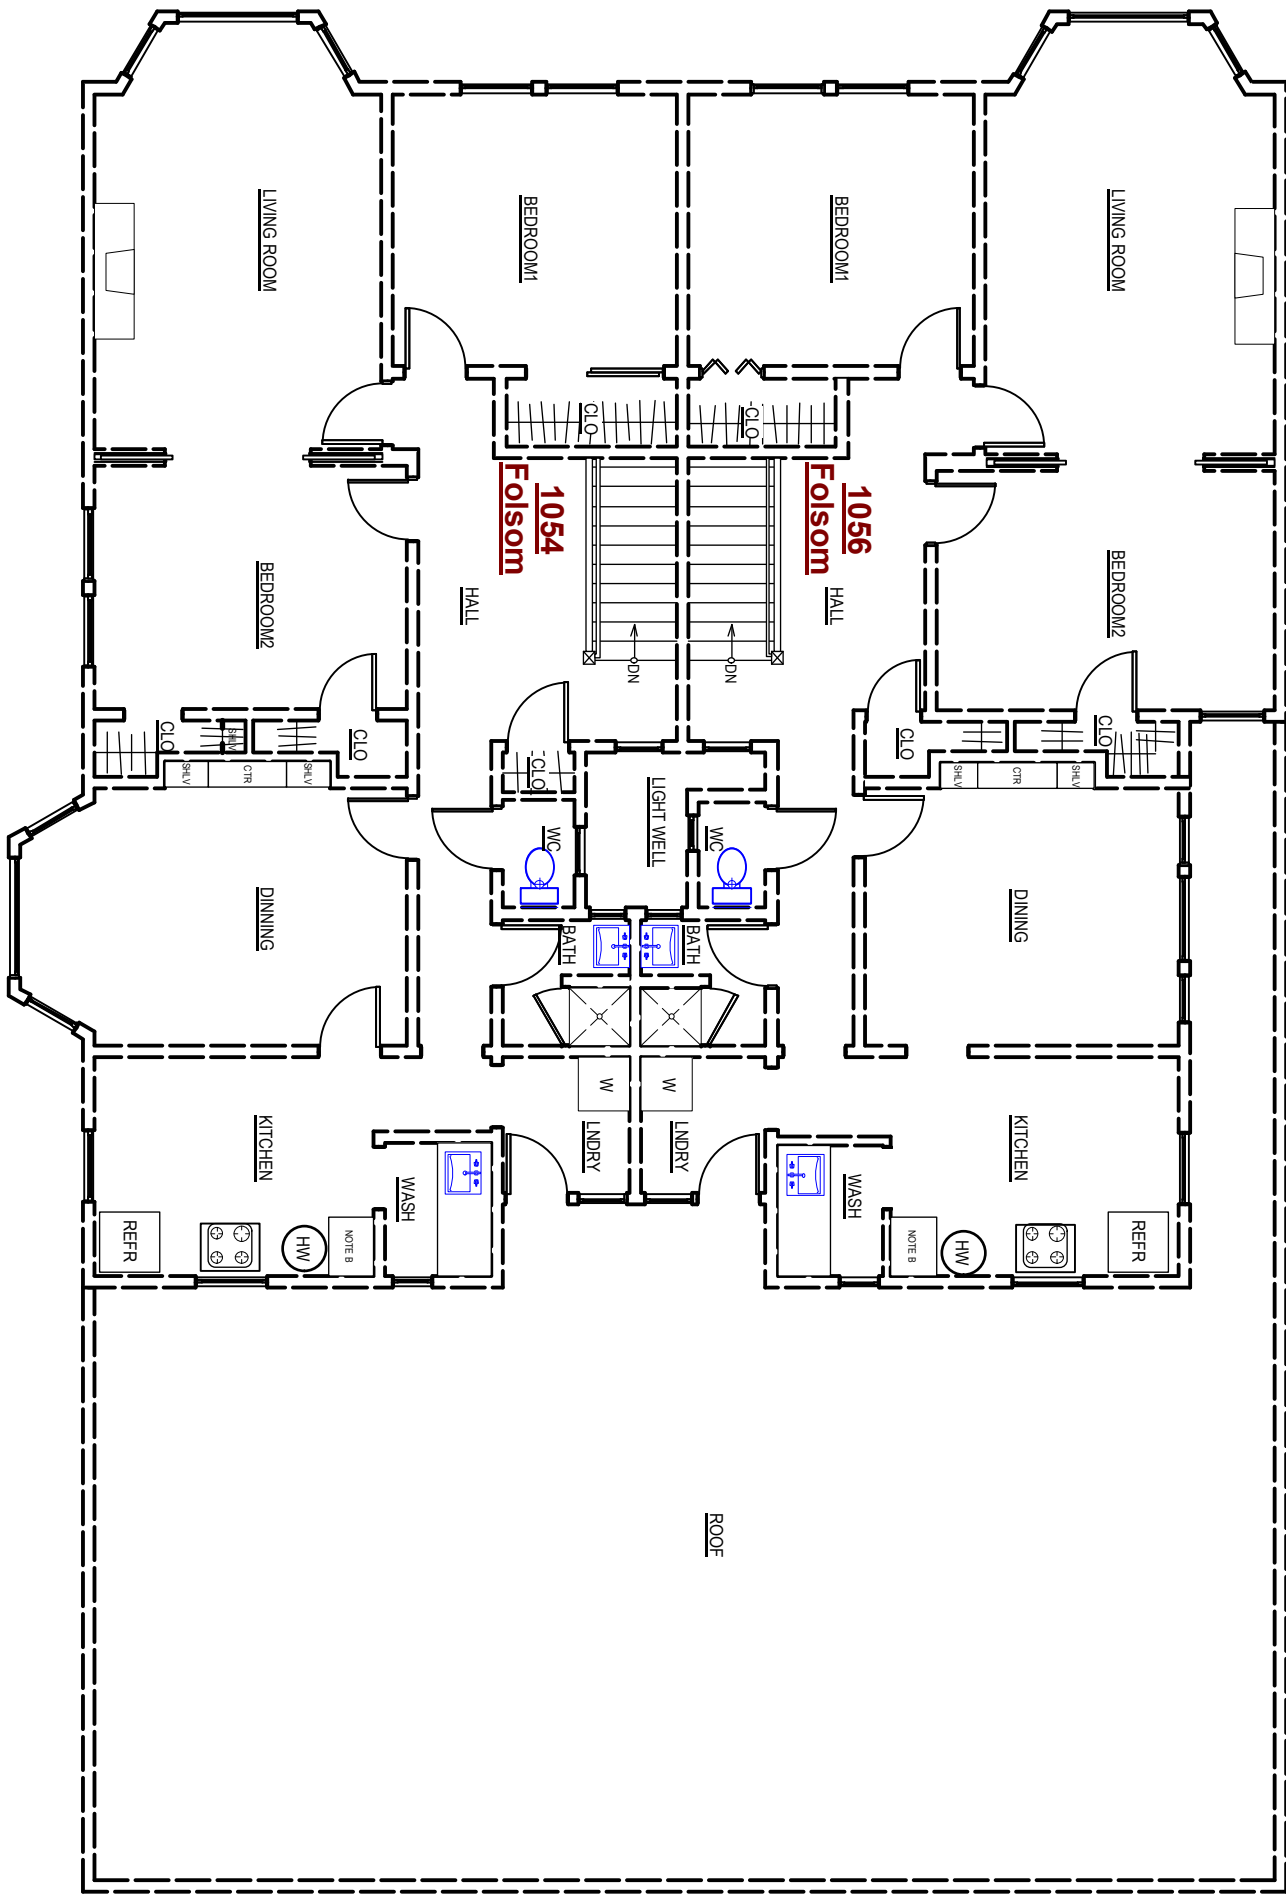 LIVING ROOM
BEDROOM1
BEDROOM1
LIVING ROOM
CLO
CLO
1054
Folsom
1056
Folsom
BEDROOM2
HALL
HALL
BEDROOM2
DN
DN
CLO
SHLV
CLO
CLO
CLO
SHLV
CTR
SHLV
CLO
LIGHT WELL
SHLV
CTR
SHLV
WC
WC
DINNING
DINING
BATH
BATH
W
W
KITCHEN
LNDRY
LNDRY
KITCHEN
WASH
WASH
REFR
HW
NOTE B
NOTE B
HW
REFR
ROOF